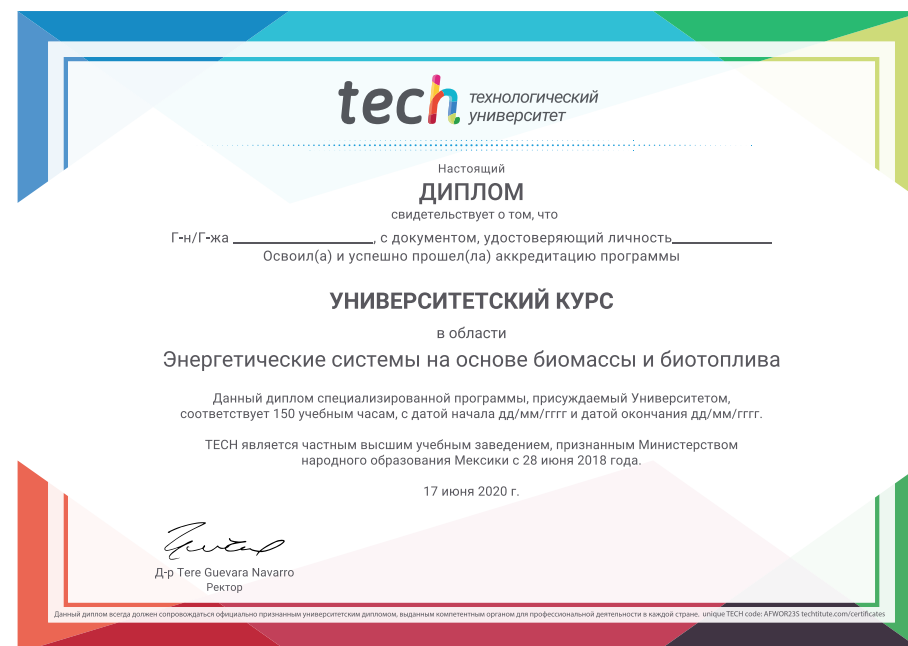 tech технологический
университет
Настоящий
ДИПЛОМ
свидетельствует о том, что
Г-н/Г-жа ____________________, с документом, удостоверяющий личность______________
Освоил(а) и успешно прошел(ла) аккредитацию программы
УНИВЕРСИТЕТСКИЙ КУРС
в области
Энергетические системы на основе биомассы и биотоплива
Данный диплом специализированной программы, присуждаемый Университетом,
соответствует 150 учебным часам, с датой начала дд/мм/гггг и датой окончания дд/мм/гггг.
TECH является частным высшим учебным заведением, признанным Министерством
народного образования Мексики с 28 июня 2018 года.
17 июня 2020 г.
Д-р Tere Guevara Navarro
Ректор
Данный диплом всегда должен сопровождаться официально признанным университетским дипломом, выданным компетентным органом для профессиональной деятельности в каждой стране. unique TECH code: AFWOR23S techtitute.com/certificates